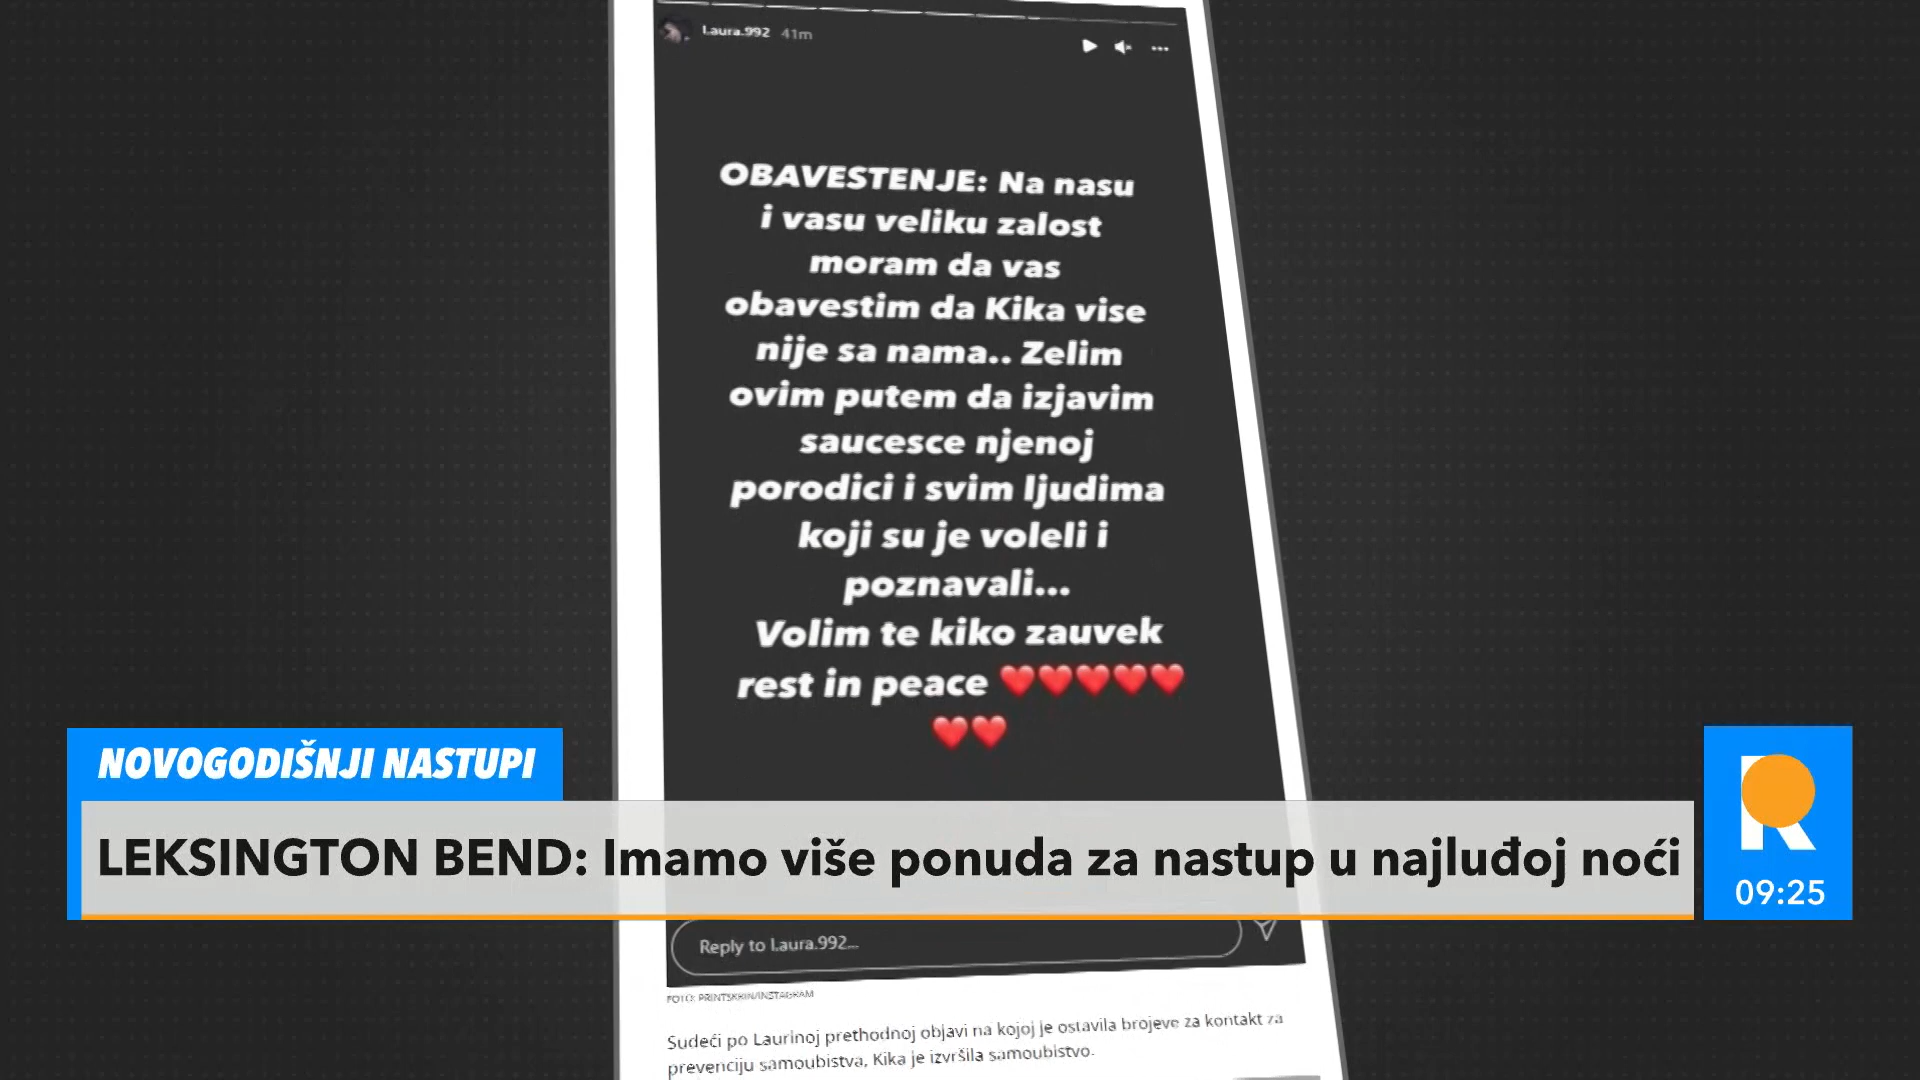 l.aura.992 41m
OBAVESTENJE: Na nasu
i vasu veliku zalost
moram da vas
obavestim da Kika vise
nije sa nama.. Zelim
ovim putem da izjavim
saucesce njenoj
porodici i svim ljudima
koji su je voleli i
poznavali...
Volim te kiko zauvek
rest in peace ❤️❤️❤️❤️❤️
❤️❤️
NOVOGODIŠNJI NASTUPI
LEKSINGTON BEND: Imamo više ponuda za nastup u najluđoj noći
R
09:25
Reply to l.aura.992...
FOTO: PRINTSKRIN/INSTAGRAM
Sudeći po Laurinoj prethodnoj objavi na kojoj je ostavila brojeve za kontakt za
prevenciju samoubistva, Kika je izvršila samoubistvo.